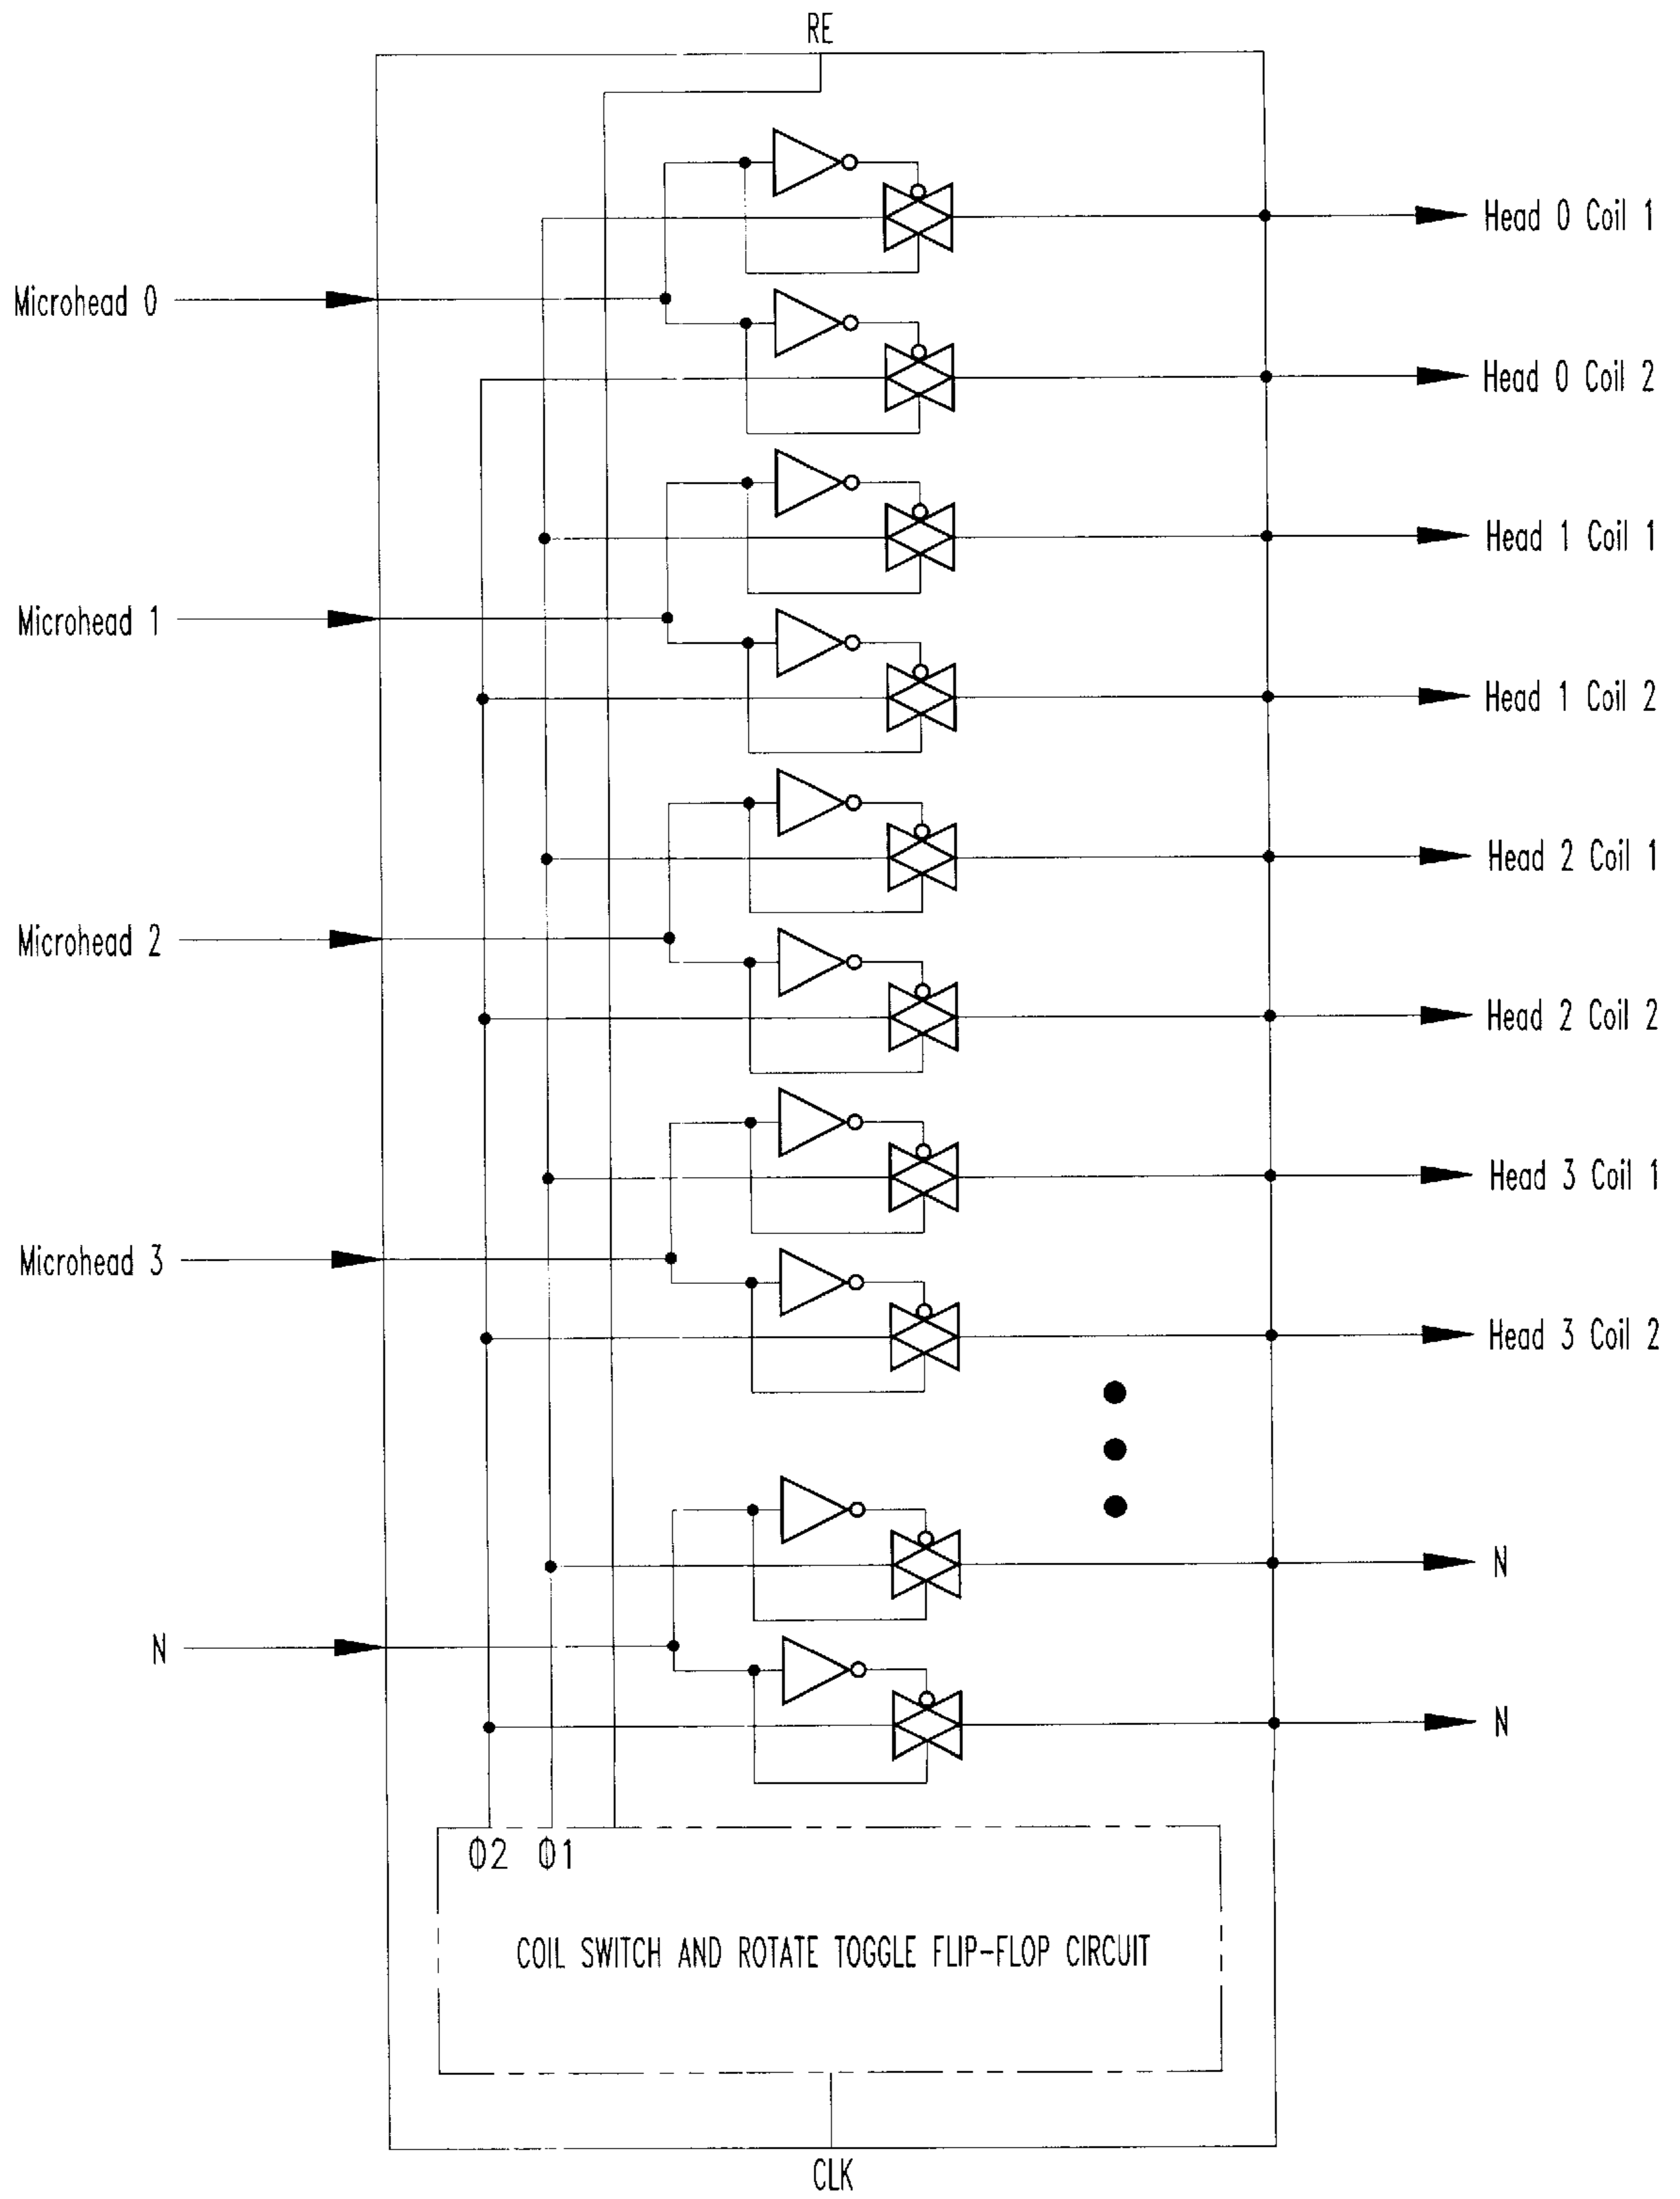 RE
Head 0 Coil 1
Microhead 0
Head 0 Coil 2
Head 1 Coil 1
Microhead 1
Head 1 Coil 2
Head 2 Coil 1
Microhead 2
Head 2 Coil 2
Head 3 Coil 1
Microhead 3
Head 3 Coil 2
N
N
N
Φ2 Φ1
COIL SWITCH AND ROTATE TOGGLE FLIP-FLOP CIRCUIT
CLK